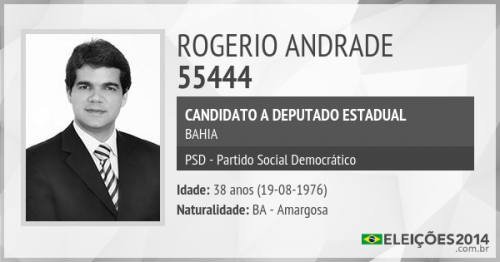 ROGERIO ANDRADE
55444
CANDIDATO A DEPUTADO ESTADUAL
BAHIA
PSD - Partido Social Democrático
Idade: 38 anos (19-08-1976)
Naturalidade: BA - Amargosa
ELEIÇÕES2014
.com.br